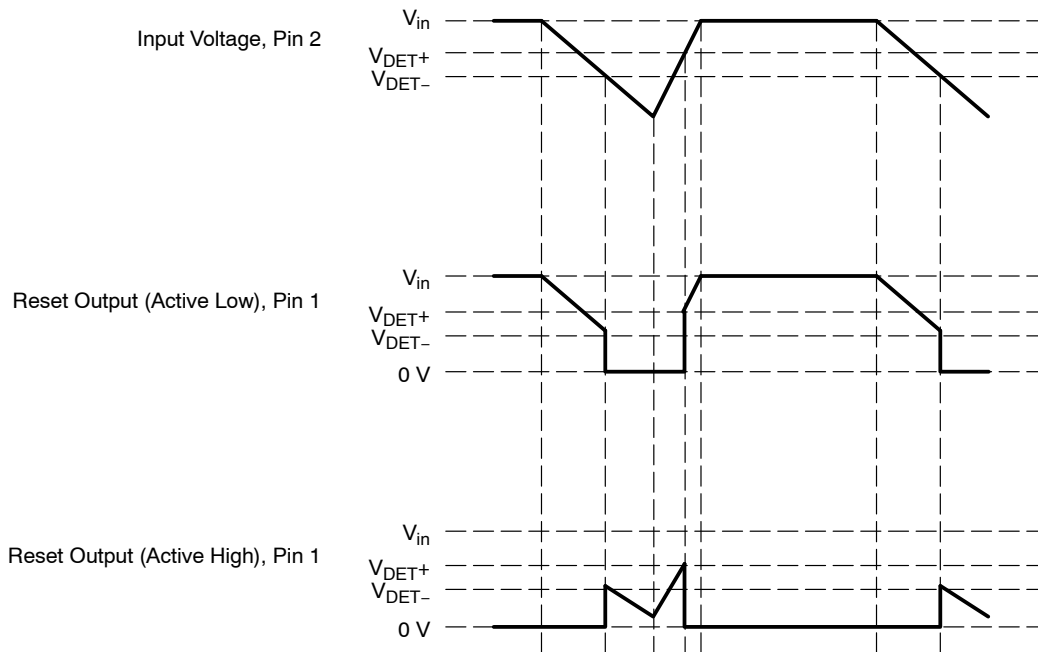 Input Voltage, Pin 2
Vin
VDET+
VDET−
Reset Output (Active Low), Pin 1
Vin
VDET+
VDET−
0 V
Reset Output (Active High), Pin 1
Vin
VDET+
VDET−
0 V